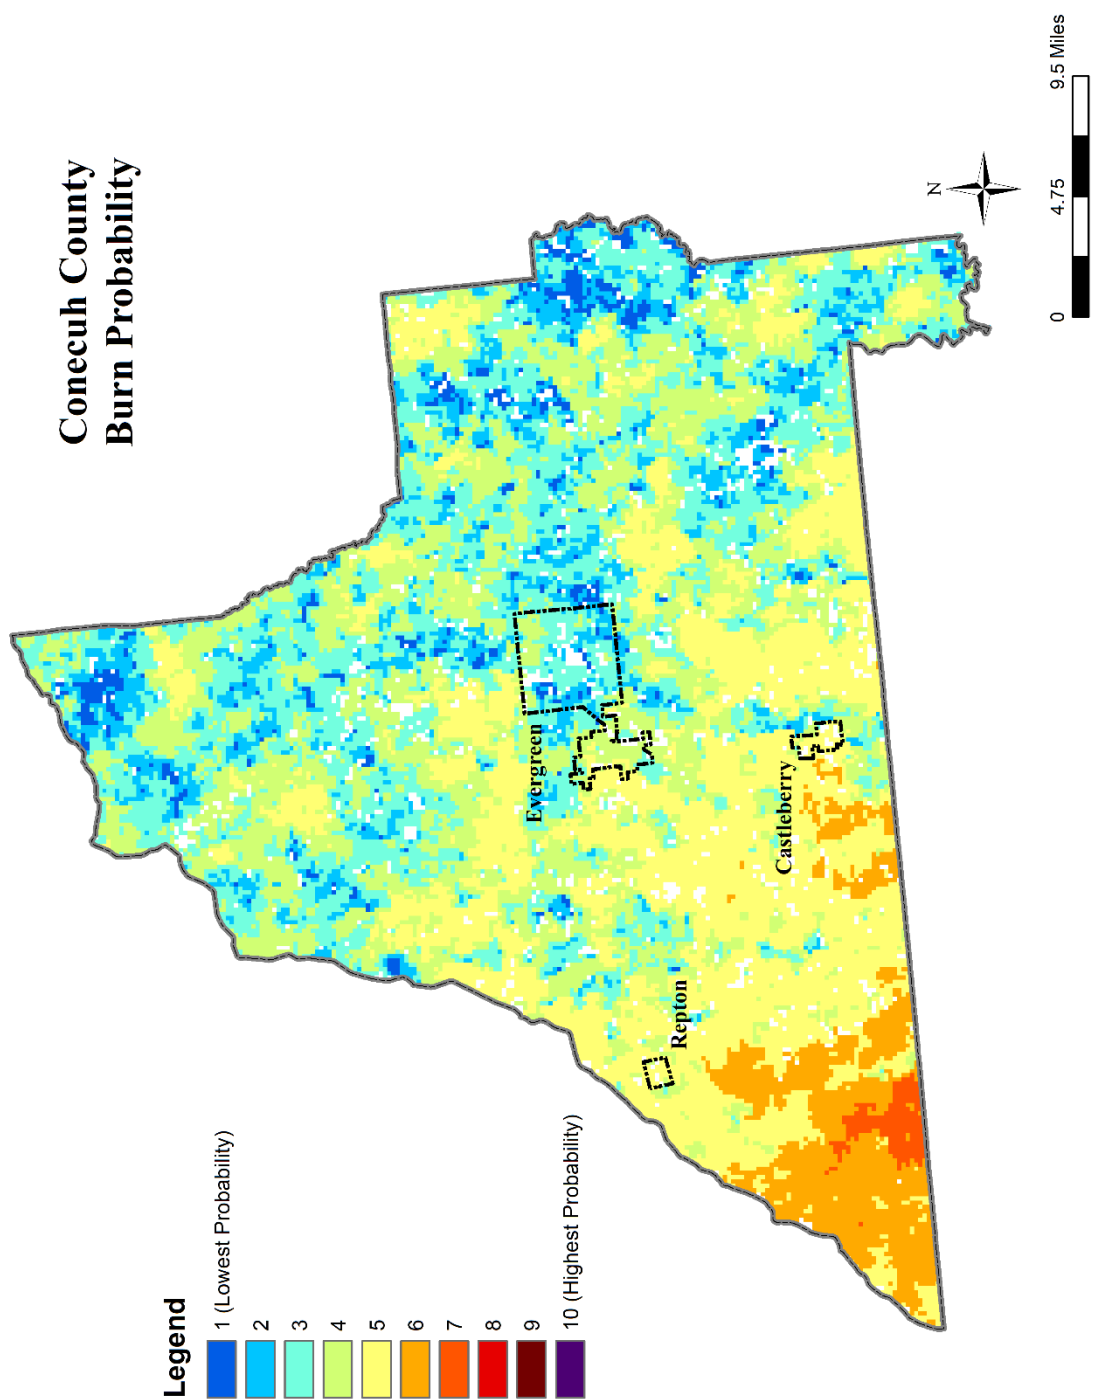 Conecuh County
Burn Probability
Evergreen
Castleberry
Repton
Legend
1 (Lowest Probability)
2
3
4
5
6
7
8
9
10 (Highest Probability)
N
0 4.75 9.5 Miles